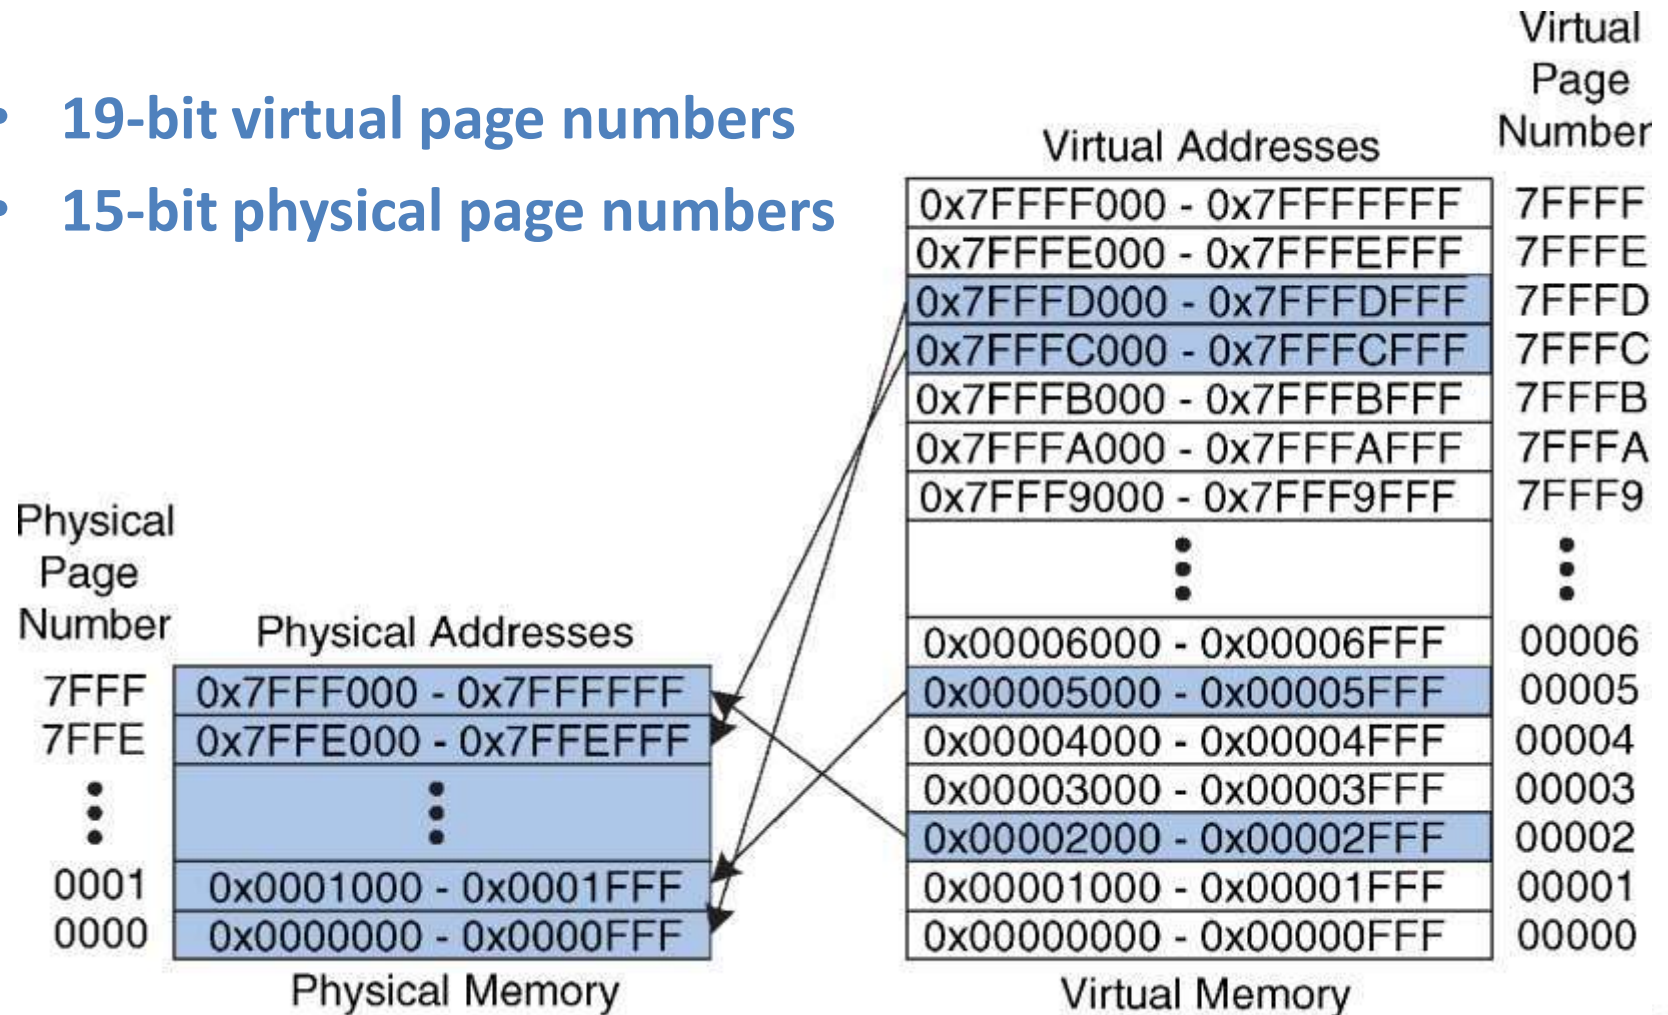 • 19-bit virtual page numbers
• 15-bit physical page numbers
Virtual
Page
Number
Virtual Addresses
0x7FFFF000 - 0x7FFFFFFF 7FFFF
0x7FFFE000 - 0x7FFFEFFF 7FFFE
0x7FFFD000 - 0x7FFFDFFF 7FFFD
0x7FFFC000 - 0x7FFFCFFF 7FFFC
0x7FFFB000 - 0x7FFFBFFF 7FFFB
0x7FFFA000 - 0x7FFFAFFF 7FFFA
0x7FFF9000 - 0x7FFF9FFF 7FFF9
0x00006000 - 0x00006FFF 00006
0x00005000 - 0x00005FFF 00005
0x00004000 - 0x00004FFF 00004
0x00003000 - 0x00003FFF 00003
0x00002000 - 0x00002FFF 00002
0x00001000 - 0x00001FFF 00001
0x00000000 - 0x00000FFF 00000
Virtual Memory
Physical
Page
Number
Physical Addresses
7FFF 0x7FFF000 - 0x7FFFFFF
7FFE 0x7FFE000 - 0x7FFEFFF
0001 0x0001000 - 0x0001FFF
0000 0x0000000 - 0x0000FFF
Physical Memory